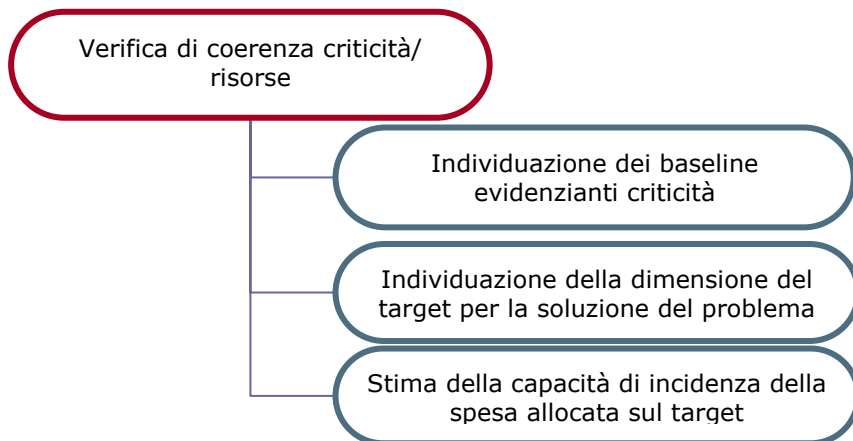 Verifica di coerenza criticità/
risorse
Individuazione dei baseline
evidenzianti criticità
Individuazione della dimensione del
target per la soluzione del problema
Stima della capacità di incidenza della
spesa allocata sul target